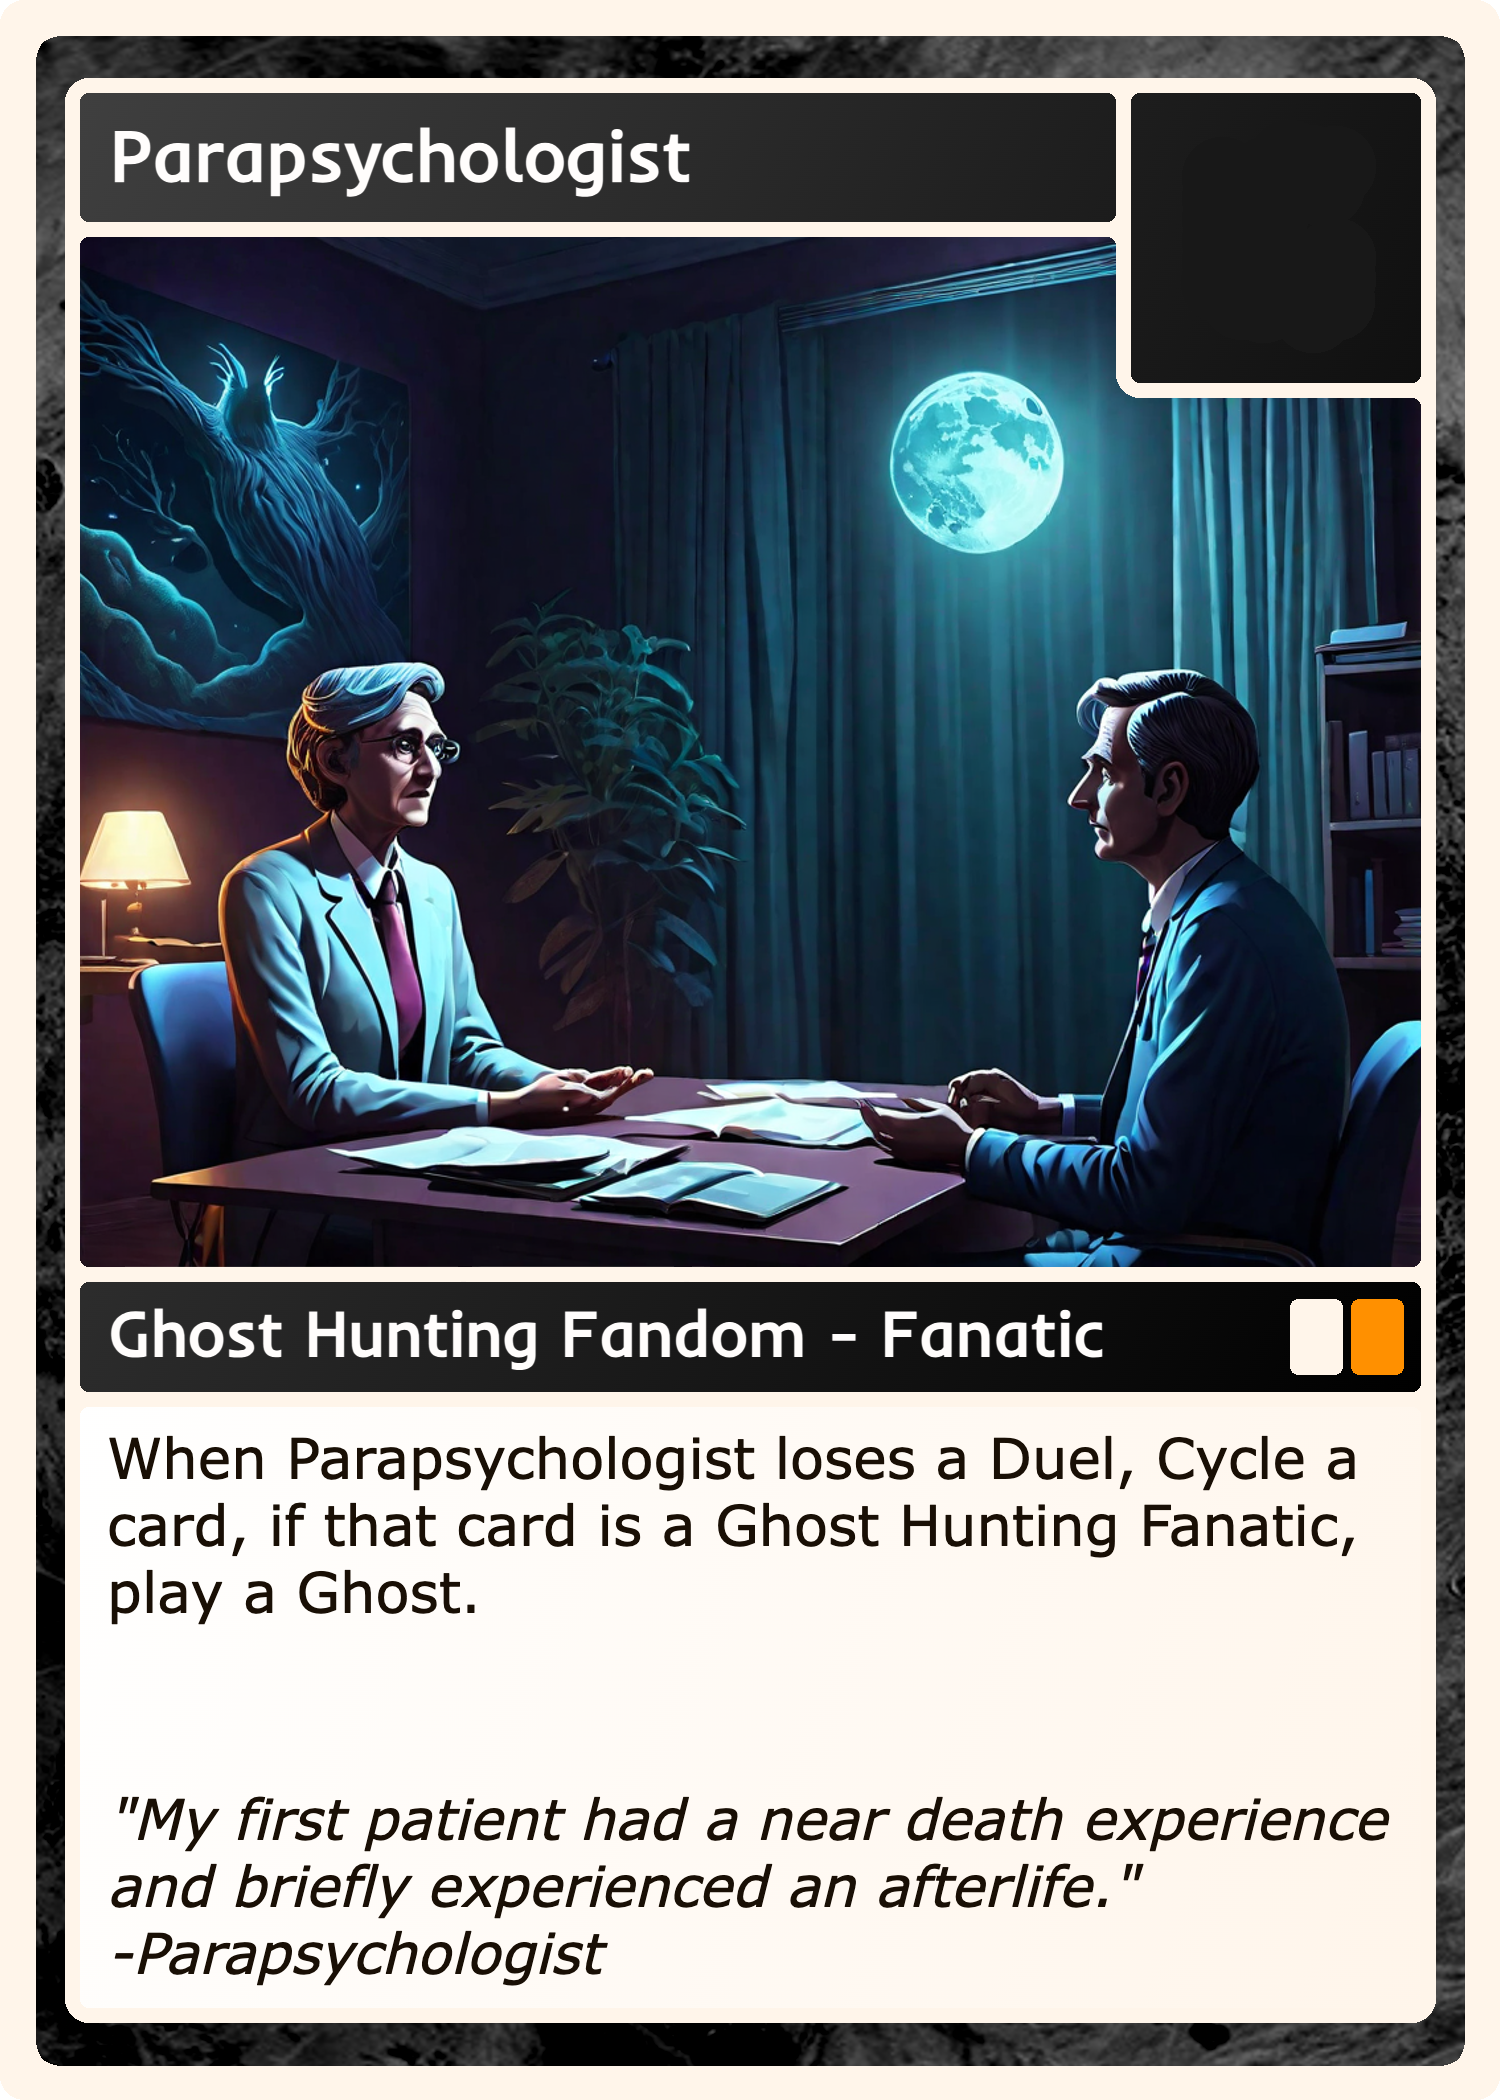 Parapsychologist
Ghost Hunting Fandom - Fanatic
When Parapsychologist loses a Duel, Cycle a
card, if that card is a Ghost Hunting Fanatic,
play a Ghost.
"My first patient had a near death experience
and briefly experienced an afterlife."
-Parapsychologist